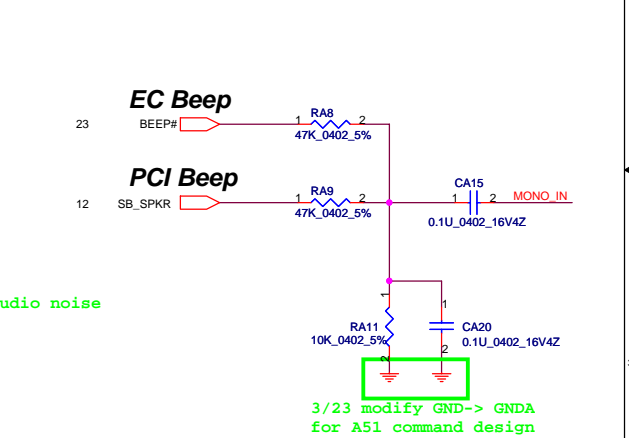 EC Beep
RA8
23 BEEP# 1 2
47K_0402_5%
PCI Beep
RA9 CA15
12 SB_SPKR 1 2 1 2 MONO_IN
47K_0402_5% 0.1U_0402_16V4Z
udio noise
1 1
RA11 CA20
10K_0402_5% 0.1U_0402_16V4Z
2 2
3/23 modify GND-> GNDA
for A51 command design